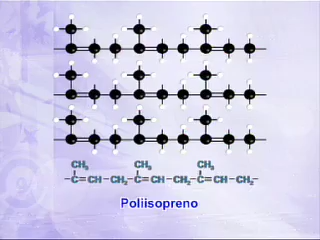 CH₃ CH₃ CH₃
–C=CH–CH₂–C=CH–CH₂–C=CH–CH₂–
Poliisopreno